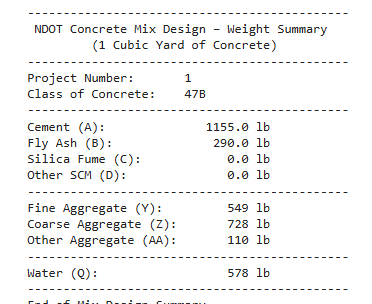 ------------------------------------------------
NDOT Concrete Mix Design – Weight Summary
(1 Cubic Yard of Concrete)
------------------------------------------------
Project Number: 1
Class of Concrete: 47B
------------------------------------------------
Cement (A): 1155.0 lb
Fly Ash (B): 290.0 lb
Silica Fume (C): 0.0 lb
Other SCM (D): 0.0 lb
------------------------------------------------
Fine Aggregate (Y): 549 lb
Coarse Aggregate (Z): 728 lb
Other Aggregate (AA): 110 lb
------------------------------------------------
Water (Q): 578 lb
------------------------------------------------
End of Mix Design Summary